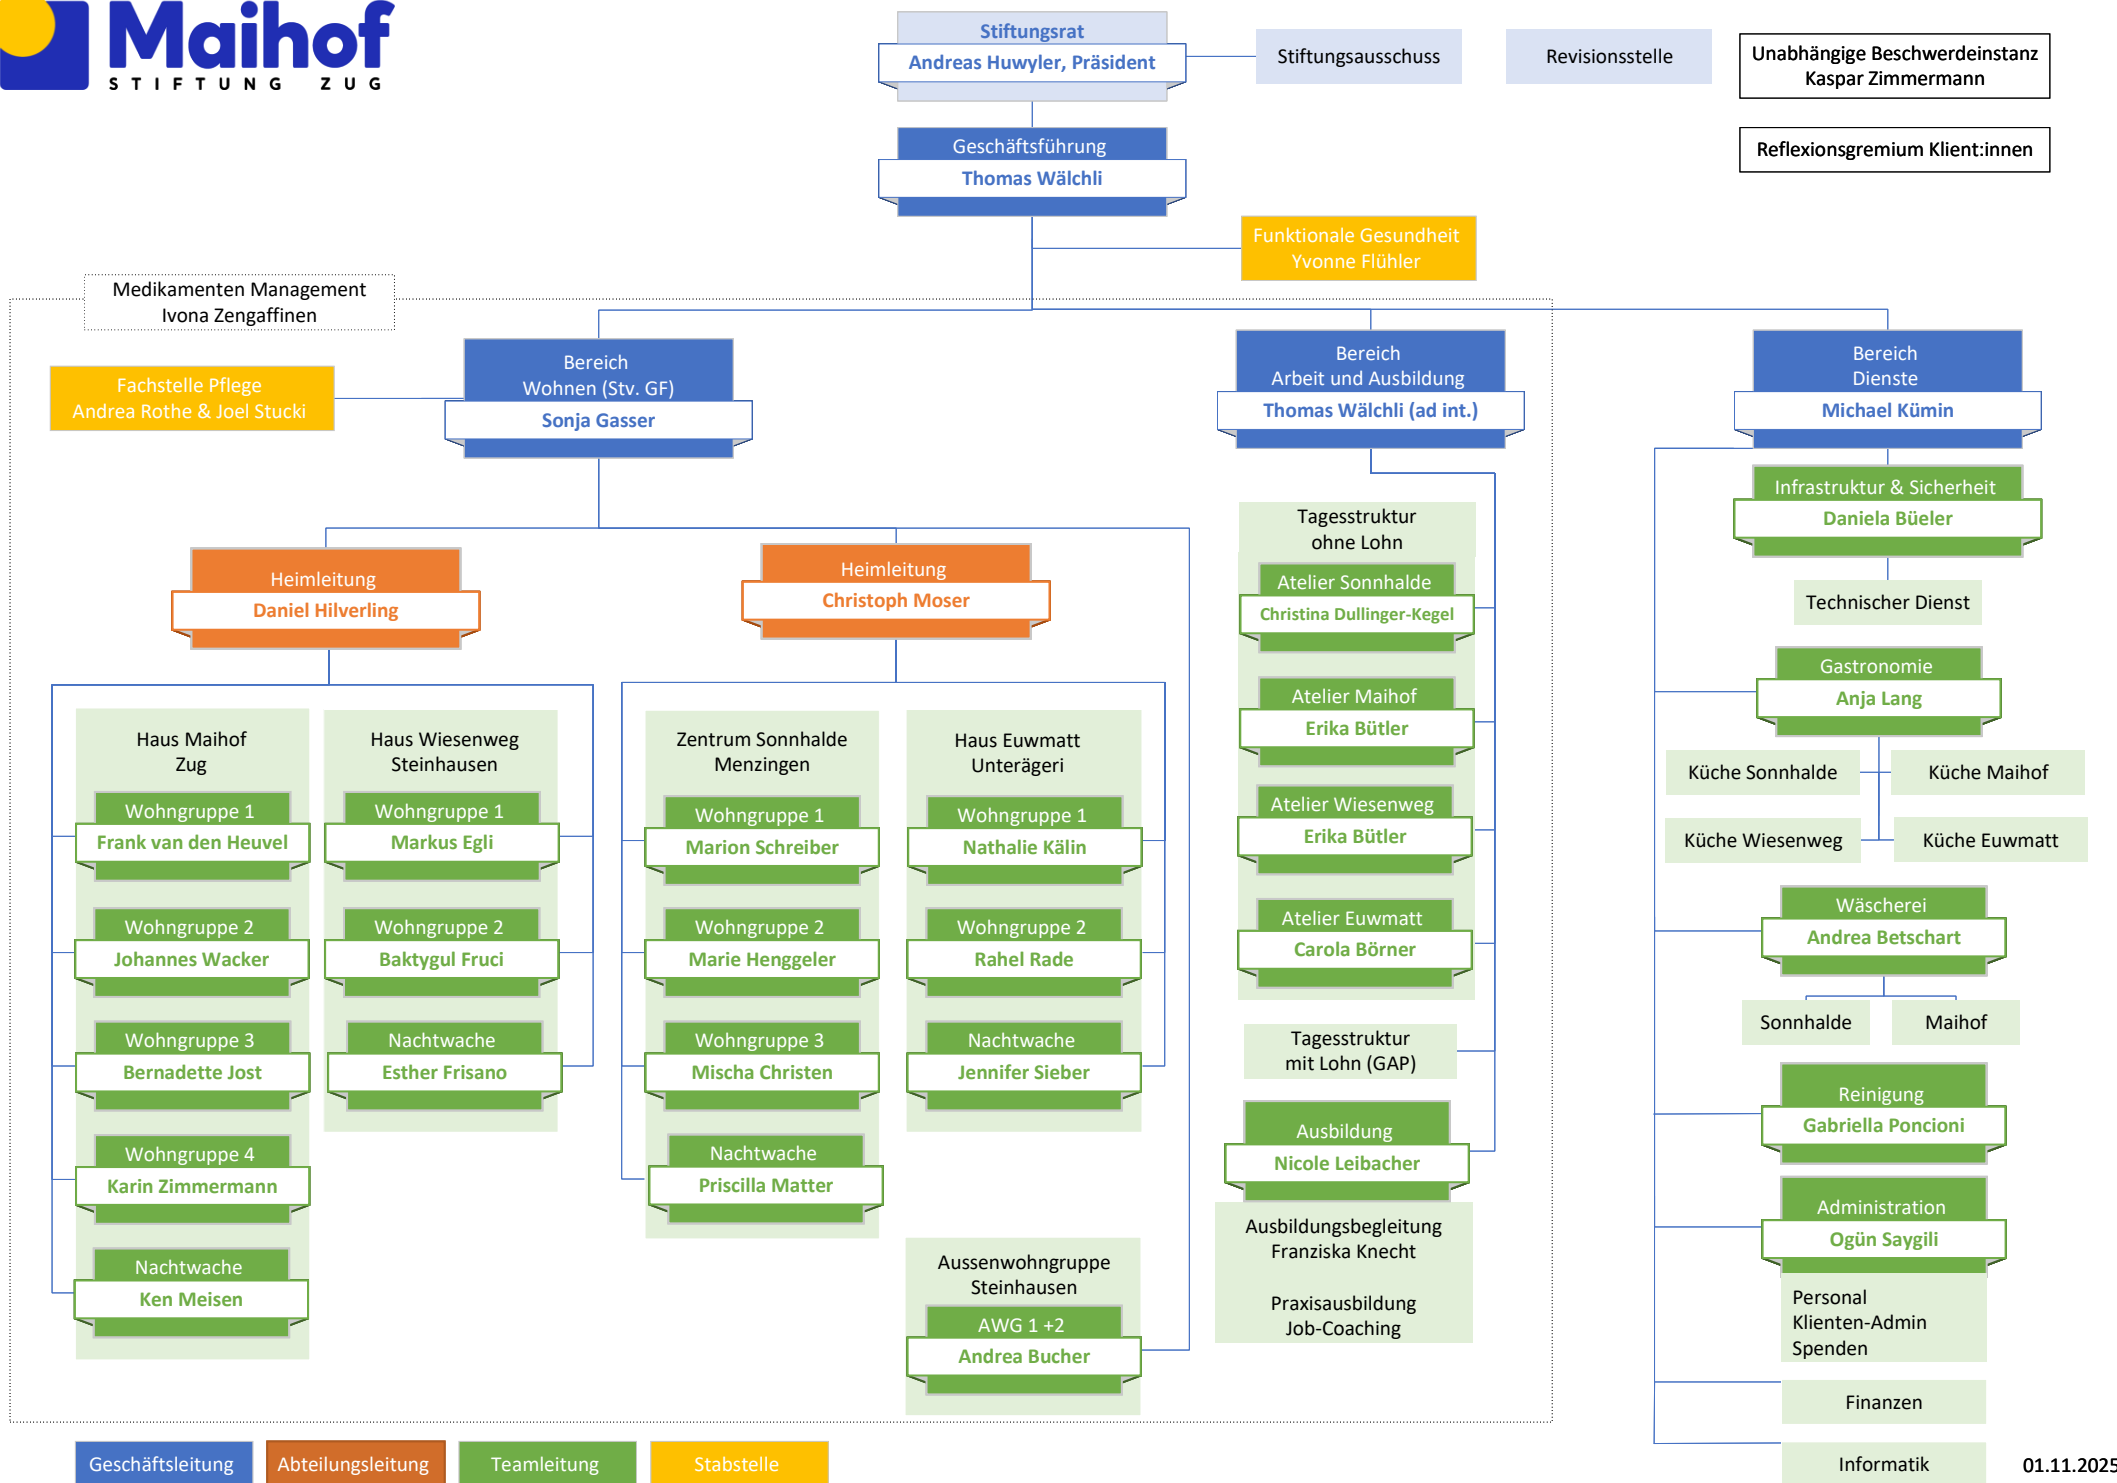 Maihof
STIFTUNG ZUG
Stiftungsrat
Andreas Huwyler, Präsident
Stiftungsausschuss
Revisionsstelle
Unabhängige Beschwerdeinstanz
Kaspar Zimmermann
Reflexionsgremium Klient:innen
Geschäftsführung
Thomas Wälchli
Funktionale Gesundheit
Yvonne Flühler
Medikamenten Management
Ivona Zengaffinen
Fachstelle Pflege
Andrea Rothe & Joel Stucki
Bereich
Wohnen (Stv. GF)
Sonja Gasser
Bereich
Arbeit und Ausbildung
Thomas Wälchli (ad int.)
Bereich
Dienste
Michael Kümin
Heimleitung
Daniel Hilverling
Heimleitung
Christoph Moser
Haus Maihof
Zug
Wohngruppe 1
Frank van den Heuvel
Wohngruppe 2
Johannes Wacker
Wohngruppe 3
Bernadette Jost
Wohngruppe 4
Karin Zimmermann
Nachtwache
Ken Meisen
Haus Wiesenweg
Steinhausen
Wohngruppe 1
Markus Egli
Wohngruppe 2
Baktygul Fruci
Nachtwache
Esther Frisano
Zentrum Sonnhalde
Menzingen
Wohngruppe 1
Marion Schreiber
Wohngruppe 2
Marie Henggeler
Wohngruppe 3
Mischa Christen
Nachtwache
Priscilla Matter
Haus Euwmatt
Unterägeri
Wohngruppe 1
Nathalie Kälin
Wohngruppe 2
Rahel Rade
Nachtwache
Jennifer Sieber
Aussenwohngruppe
Steinhausen
AWG 1 +2
Andrea Bucher
Tagesstruktur
ohne Lohn
Atelier Sonnhalde
Christina Dullinger-Kegel
Atelier Maihof
Erika Bütler
Atelier Wiesenweg
Erika Bütler
Atelier Euwmatt
Carola Börner
Tagesstruktur
mit Lohn (GAP)
Ausbildung
Nicole Leibacher
Ausbildungsbegleitung
Franziska Knecht
Praxisausbildung
Job-Coaching
Infrastruktur & Sicherheit
Daniela Büeler
Technischer Dienst
Gastronomie
Anja Lang
Küche Sonnhalde
Küche Maihof
Küche Wiesenweg
Küche Euwmatt
Wäscherei
Andrea Betschart
Sonnhalde
Maihof
Reinigung
Gabriella Poncioni
Administration
Ogün Saygili
Personal
Klienten-Admin
Spenden
Finanzen
Informatik
Geschäftsleitung
Abteilungsleitung
Teamleitung
Stabstelle
01.11.2025